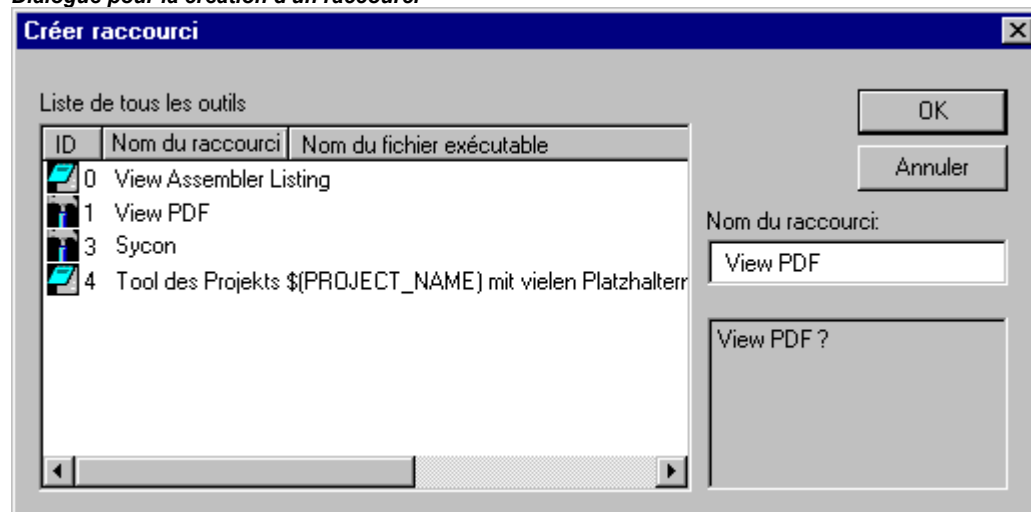 Dialogue pour la création d'un raccourci
Créer raccourci
Liste de tous les outils
OK
ID Nom du raccourci Nom du fichier exécutable
0 View Assembler Listing
Annuler
1 View PDF
Nom du raccourci:
3 Sycon
View PDF
4 Tool des Projekts $(PROJECT_NAME) mit vielen Platzhaltern
View PDF ?